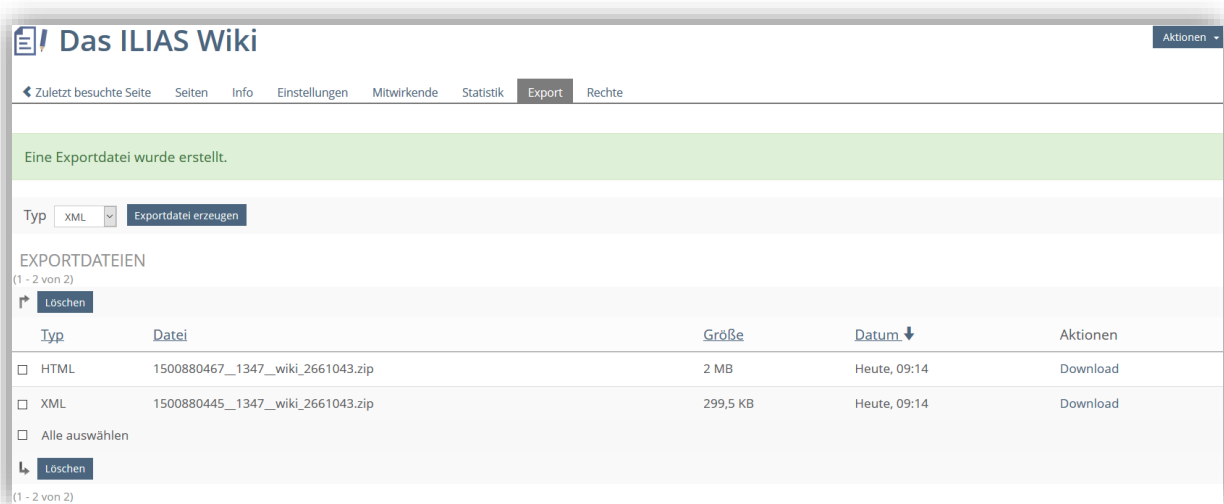 Das ILIAS Wiki
Aktionen
Zuletzt besuchte Seite Seiten Info Einstellungen Mitwirkende Statistik Export Rechte
Eine Exportdatei wurde erstellt.
Typ XML Exportdatei erzeugen
EXPORTDATEIEN
(1 - 2 von 2)
Löschen
Typ Datei Größe Datum Aktionen
HTML 1500880467__1347__wiki_2661043.zip 2 MB Heute, 09:14 Download
XML 1500880445__1347__wiki_2661043.zip 299,5 KB Heute, 09:14 Download
Alle auswählen
Löschen
(1 - 2 von 2)